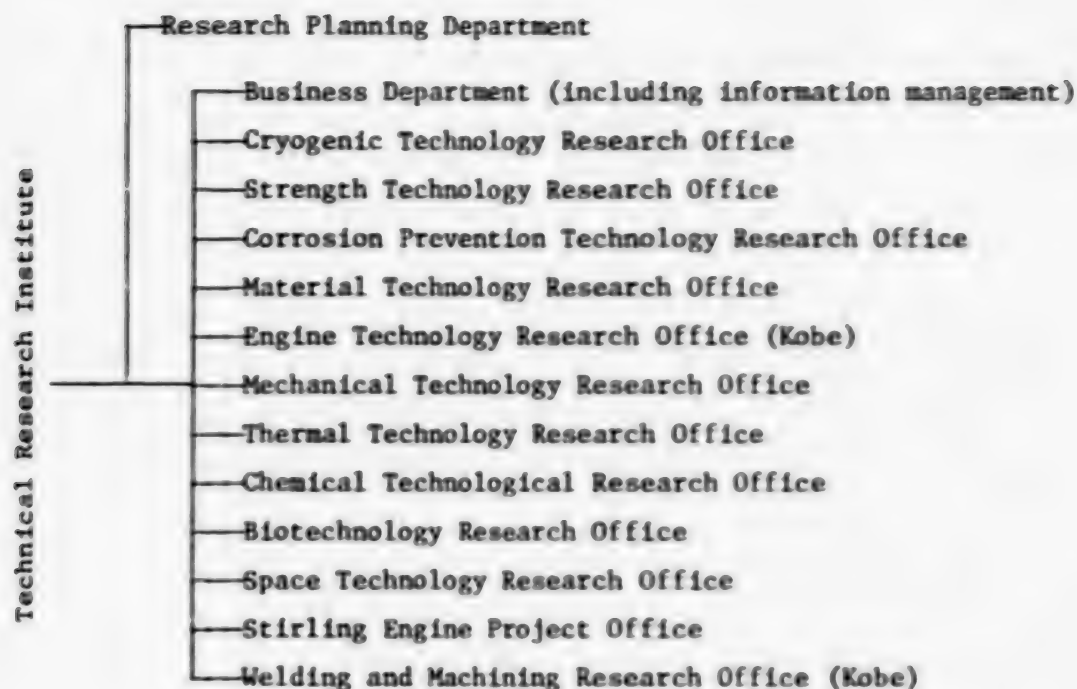 Technical Research Institute
Research Planning Department
Business Department (including information management)
Cryogenic Technology Research Office
Strength Technology Research Office
Corrosion Prevention Technology Research Office
Material Technology Research Office
Engine Technology Research Office (Kobe)
Mechanical Technology Research Office
Thermal Technology Research Office
Chemical Technological Research Office
Biotechnology Research Office
Space Technology Research Office
Stirling Engine Project Office
Welding and Machining Research Office (Kobe)